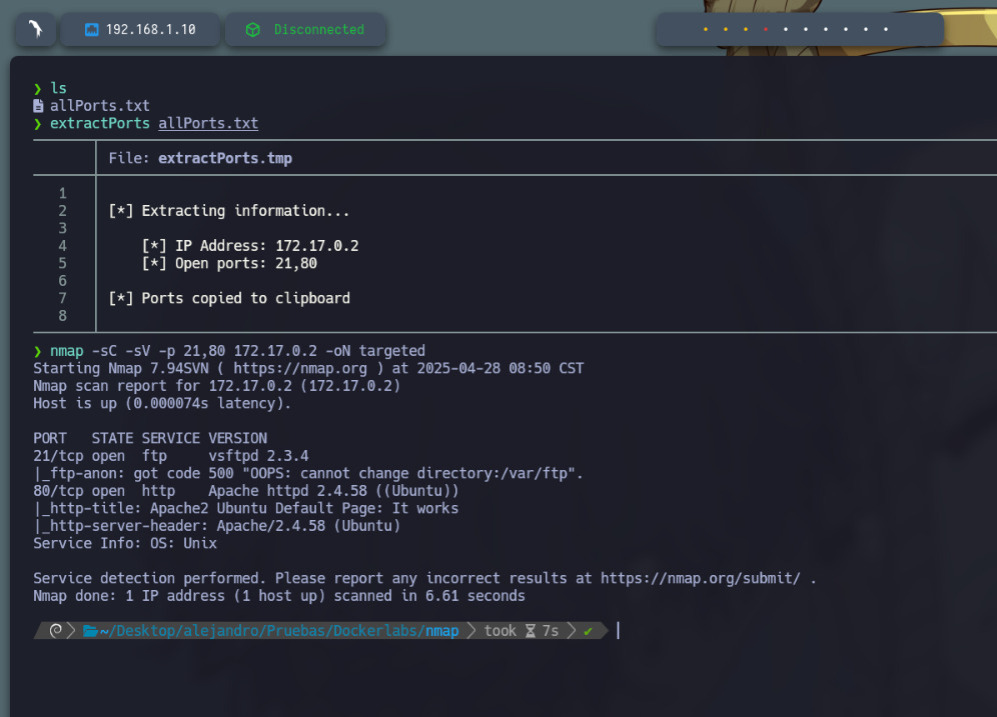 192.168.1.10
Disconnected
❯ ls
allPorts.txt
❯ extractPorts allPorts.txt
File: extractPorts.tmp
1
2 [*] Extracting information...
3
4 [*] IP Address: 172.17.0.2
5 [*] Open ports: 21,80
6
7 [*] Ports copied to clipboard
8
❯ nmap -sC -sV -p 21,80 172.17.0.2 -oN targeted
Starting Nmap 7.94SVN ( https://nmap.org ) at 2025-04-28 08:50 CST
Nmap scan report for 172.17.0.2 (172.17.0.2)
Host is up (0.000074s latency).
PORT   STATE SERVICE VERSION
21/tcp open  ftp     vsftpd 2.3.4
|_ftp-anon: got code 500 "OOPS: cannot change directory:/var/ftp".
80/tcp open  http    Apache httpd 2.4.58 ((Ubuntu))
|_http-title: Apache2 Ubuntu Default Page: It works
|_http-server-header: Apache/2.4.58 (Ubuntu)
Service Info: OS: Unix
Service detection performed. Please report any incorrect results at https://nmap.org/submit/ .
Nmap done: 1 IP address (1 host up) scanned in 6.61 seconds
~/Desktop/alejandro/Pruebas/Dockerlabs/nmap took 7s ✔